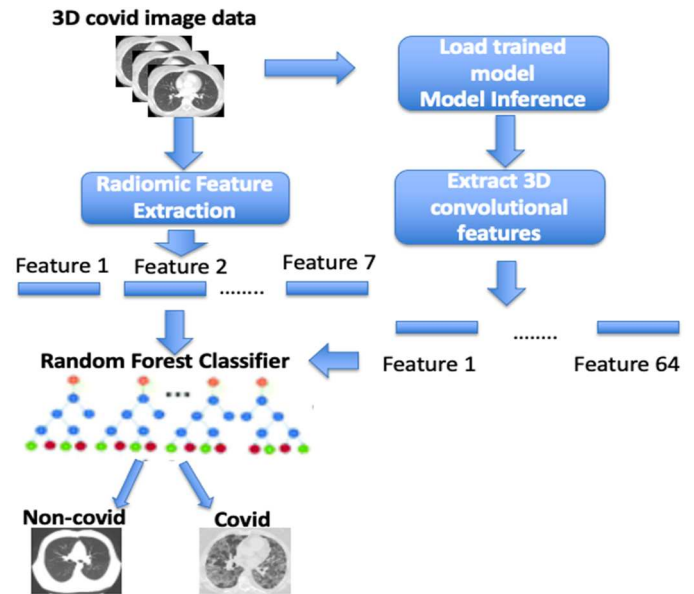 3D covid image data
Load trained
model
Model Inference
Radiomic Feature
Extraction
Extract 3D
convolutional
features
Feature 1 Feature 2 ........ Feature 7
........
Feature 1 Feature 64
Random Forest Classifier
...
Non-covid Covid